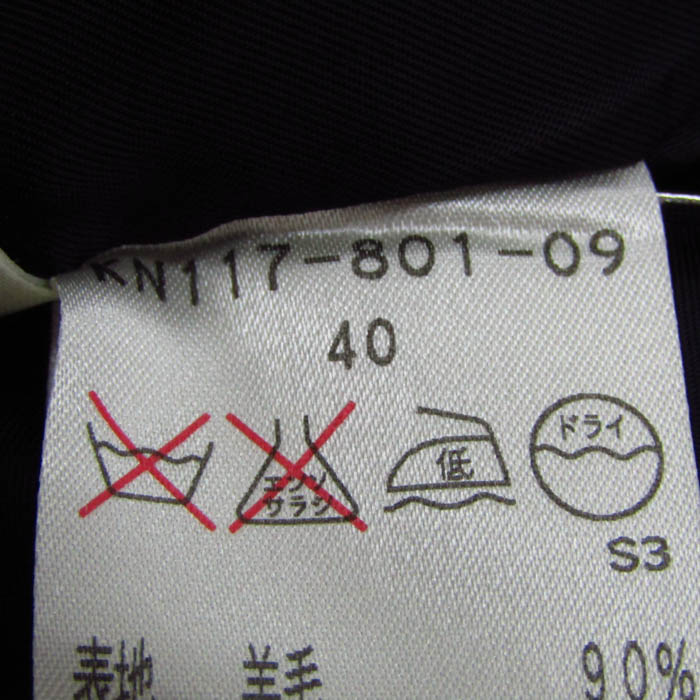 KN117-801-09
40
エンソ
サラシ
低
ドライ
S3
表地 羊毛 90%